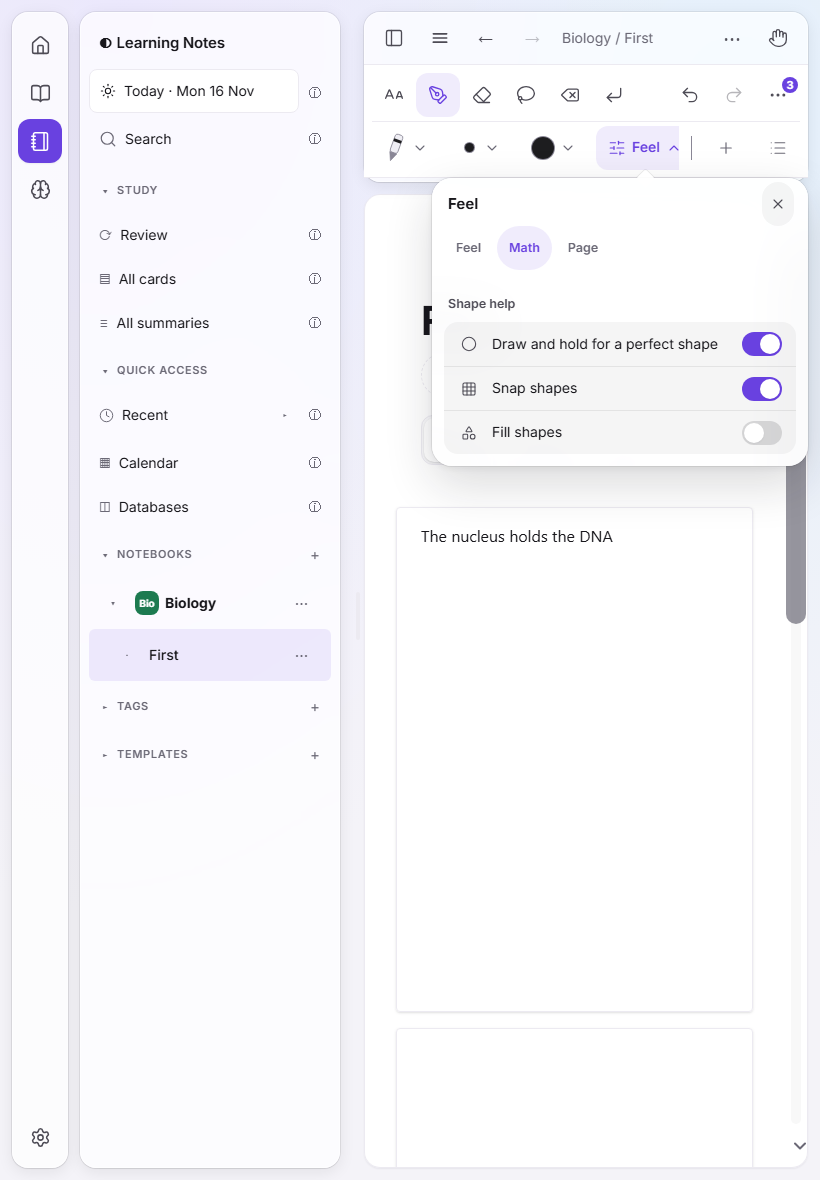 Learning Notes
Today · Mon 16 Nov
Search
STUDY
Review
All cards
All summaries
QUICK ACCESS
Recent
Calendar
Databases
NOTEBOOKS
Bio Biology
First
TAGS
TEMPLATES
Biology / First
AA
3
Feel
Feel
Feel Math Page
Shape help
Draw and hold for a perfect shape
Snap shapes
Fill shapes
The nucleus holds the DNA